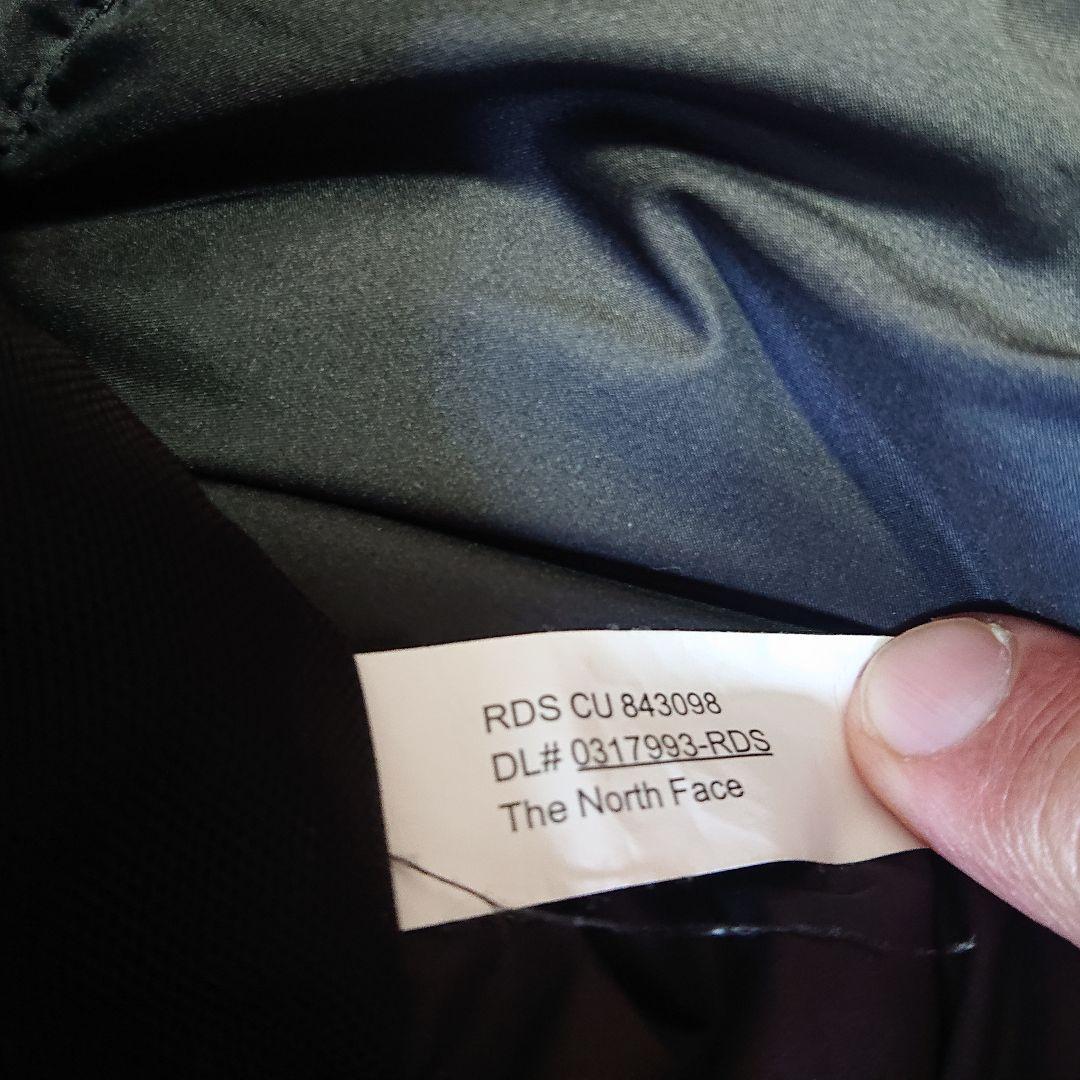 RDS CU 843098
DL# 0317993-RDS
The North Face